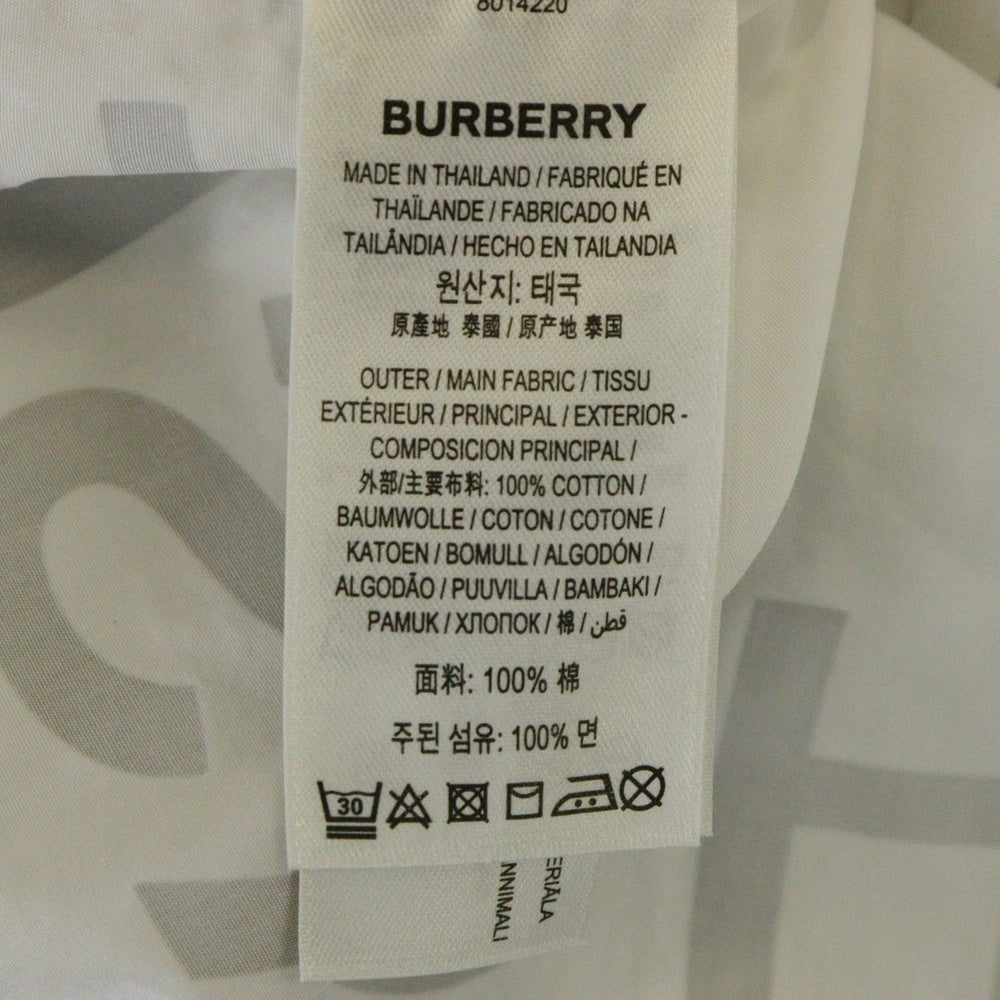 8014220
BURBERRY
MADE IN THAILAND / FABRIQUÉ EN
THAÏLANDE / FABRICADO NA
TAILÂNDIA / HECHO EN TAILANDIA
원산지: 태국
原產地 泰國 / 原产地 泰国
OUTER / MAIN FABRIC / TISSU
EXTÉRIEUR / PRINCIPAL / EXTERIOR -
COMPOSICION PRINCIPAL /
外部/主要布料: 100% COTTON /
BAUMWOLLE / COTON / COTONE /
KATOEN / BOMULL / ALGODÓN /
ALGODÃO / PUUVILLA / BAMBAKI /
PAMUK / ХЛОПОК / 棉 / قطن
面料: 100% 棉
주된 섬유: 100% 면
30
ERIĀLA
NNIMALI